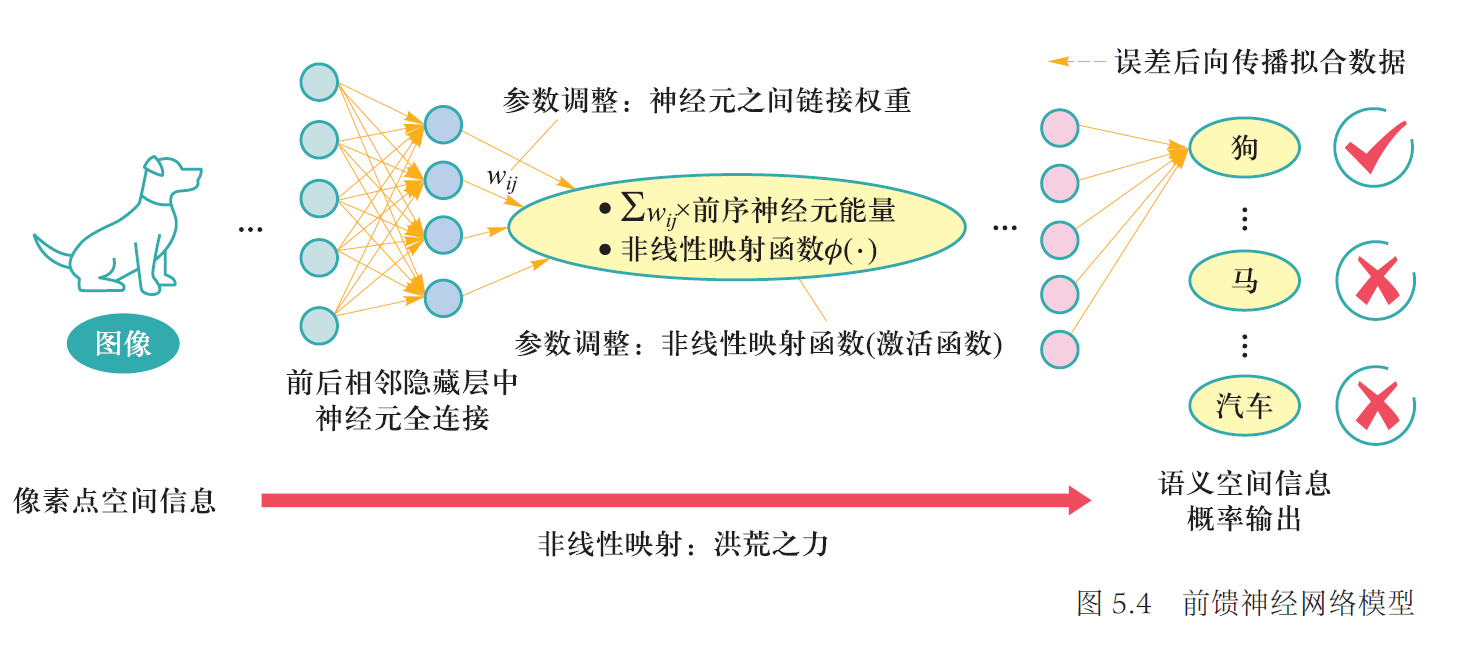 误差后向传播拟合数据
参数调整：神经元之间链接权重
w_ij
• ∑w_ij×前序神经元能量
• 非线性映射函数ϕ(·)
参数调整：非线性映射函数(激活函数)
...
...
图像
前后相邻隐藏层中
神经元全连接
狗
⋮
马
⋮
汽车
像素点空间信息
非线性映射：洪荒之力
语义空间信息
概率输出
图 5.4 前馈神经网络模型